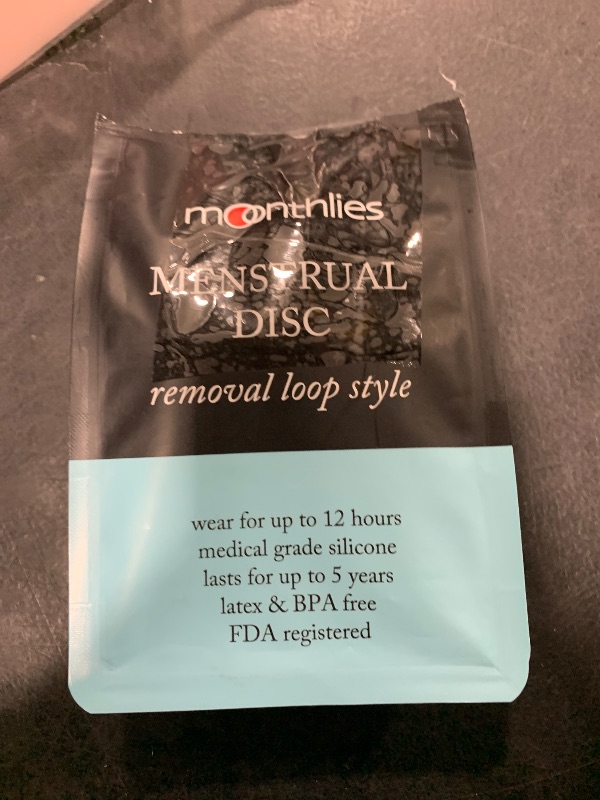 moonthlies
MENSTRUAL
DISC
removal loop style
wear for up to 12 hours
medical grade silicone
lasts for up to 5 years
latex & BPA free
FDA registered